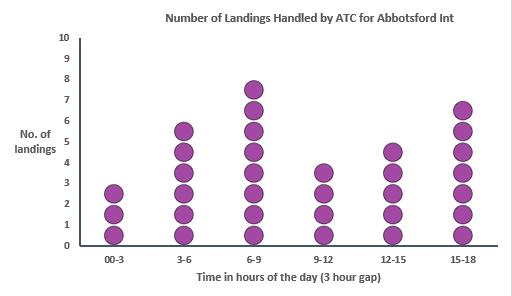 Number of Landings Handled by ATC for Abbotsford Int
10
9
8
7
6
5
4
3
2
1
0
No. of
landings
00-3 3-6 6-9 9-12 12-15 15-18
Time in hours of the day (3 hour gap)